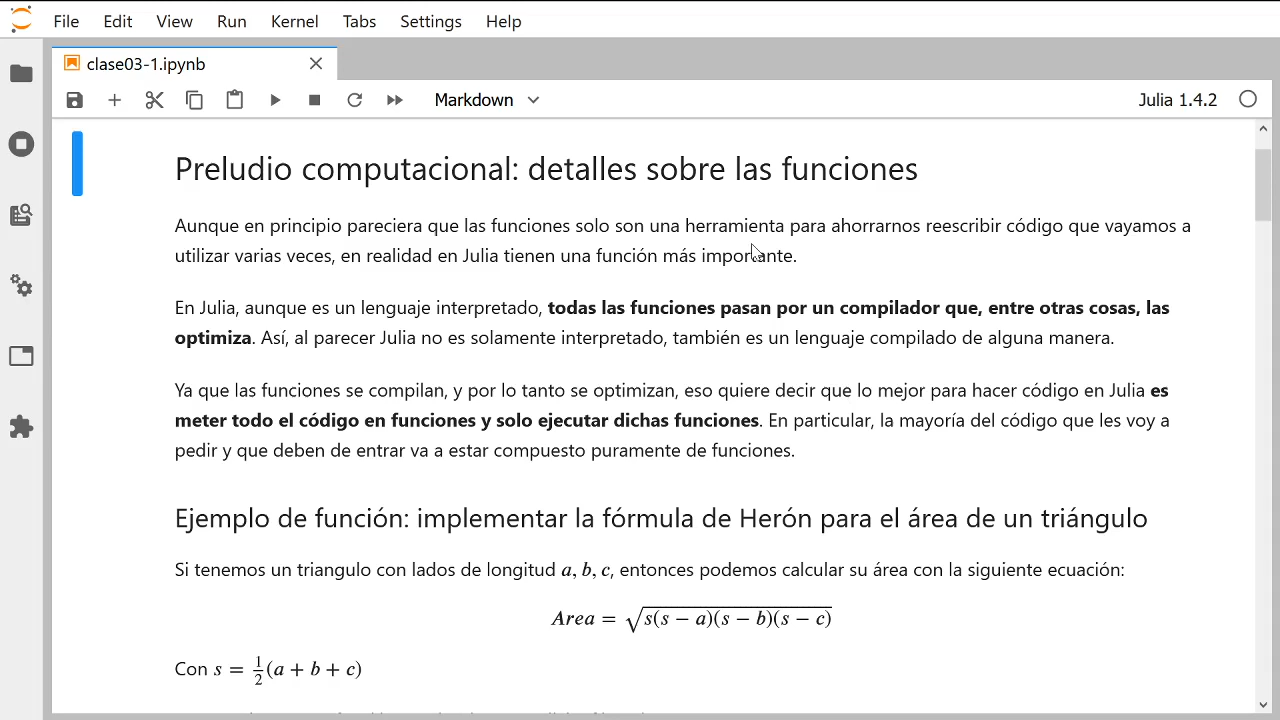 File Edit View Run Kernel Tabs Settings Help
clase03-1.ipynb
Markdown Julia 1.4.2
Preludio computacional: detalles sobre las funciones
Aunque en principio pareciera que las funciones solo son una herramienta para ahorrarnos reescribir código que vayamos a
utilizar varias veces, en realidad en Julia tienen una función más importante.
En Julia, aunque es un lenguaje interpretado, todas las funciones pasan por un compilador que, entre otras cosas, las
optimiza. Así, al parecer Julia no es solamente interpretado, también es un lenguaje compilado de alguna manera.
Ya que las funciones se compilan, y por lo tanto se optimizan, eso quiere decir que lo mejor para hacer código en Julia es
meter todo el código en funciones y solo ejecutar dichas funciones. En particular, la mayoría del código que les voy a
pedir y que deben de entrar va a estar compuesto puramente de funciones.
Ejemplo de función: implementar la fórmula de Herón para el área de un triángulo
Si tenemos un triangulo con lados de longitud a, b, c, entonces podemos calcular su área con la siguiente ecuación:
Area = √s(s − a)(s − b)(s − c)
Con s = 1/2(a + b + c)